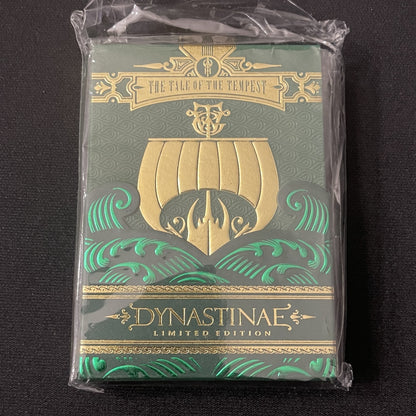 THE TALE OF THE TEMPEST
DYNASTINAE
LIMITED EDITION